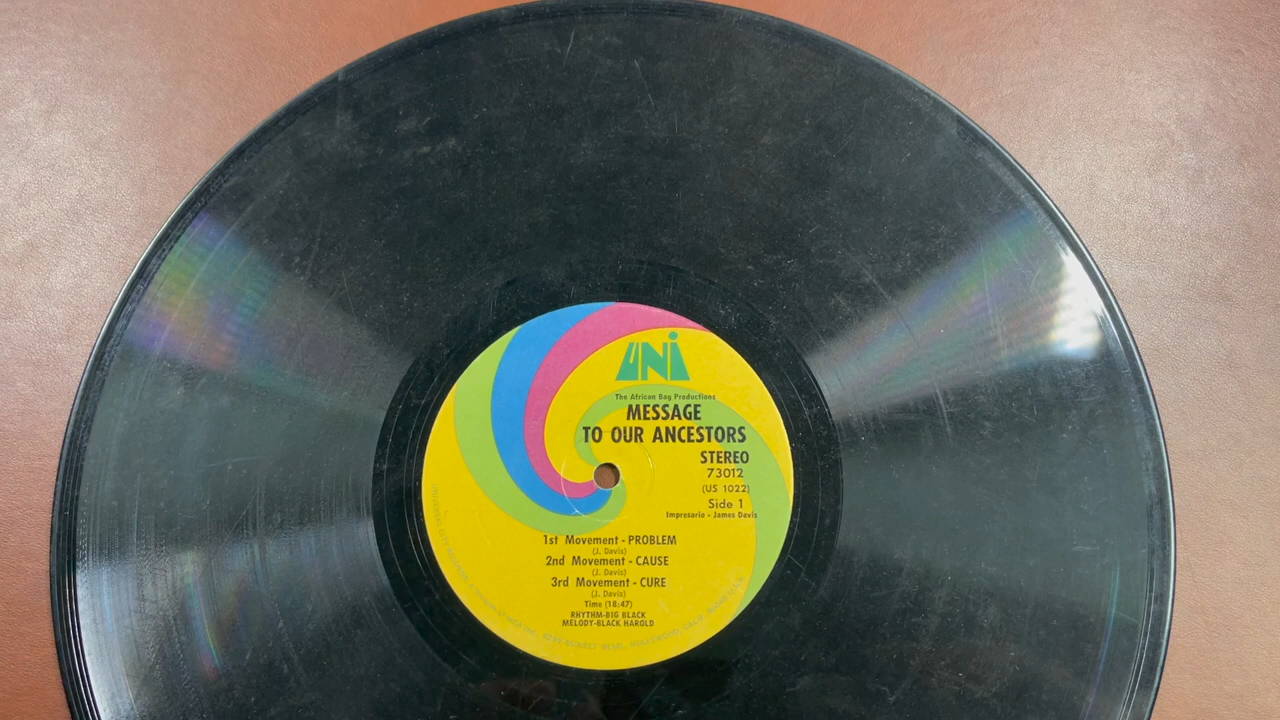 UNi
The African Bag Productions
MESSAGE
TO OUR ANCESTORS
STEREO
73012
(US 1022)
Side 1
Impresario - James Davis
1st Movement - PROBLEM
(J. Davis)
2nd Movement - CAUSE
(J. Davis)
3rd Movement - CURE
(J. Davis)
Time (18:47)
RHYTHM-BIG BLACK
MELODY-BLACK HAROLD